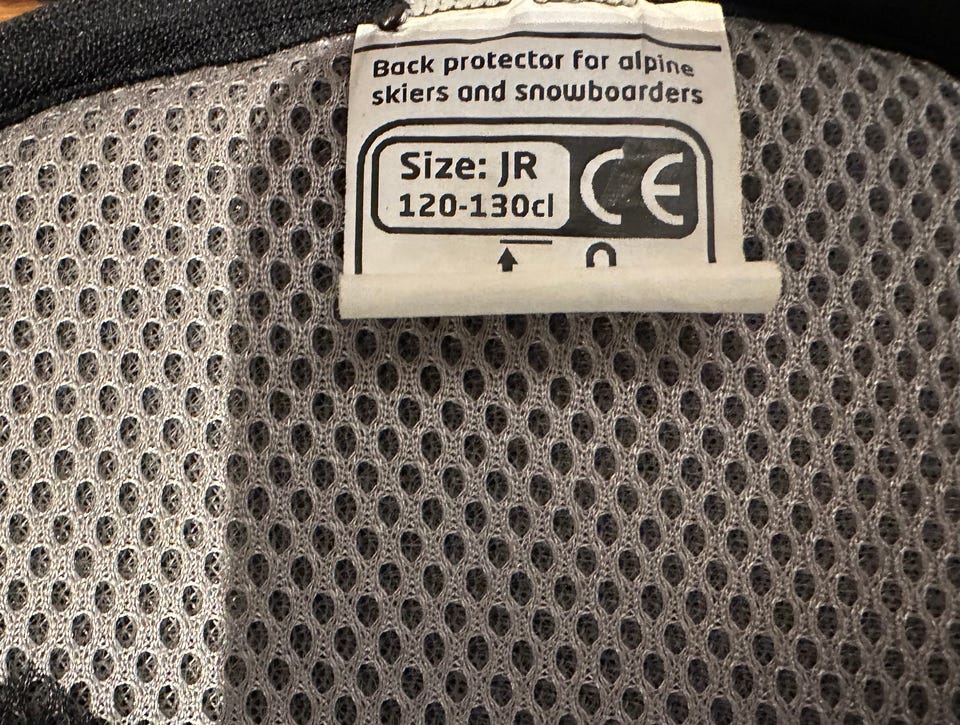 Back protector for alpine
skiers and snowboarders
Size: JR
120-130cl
CE